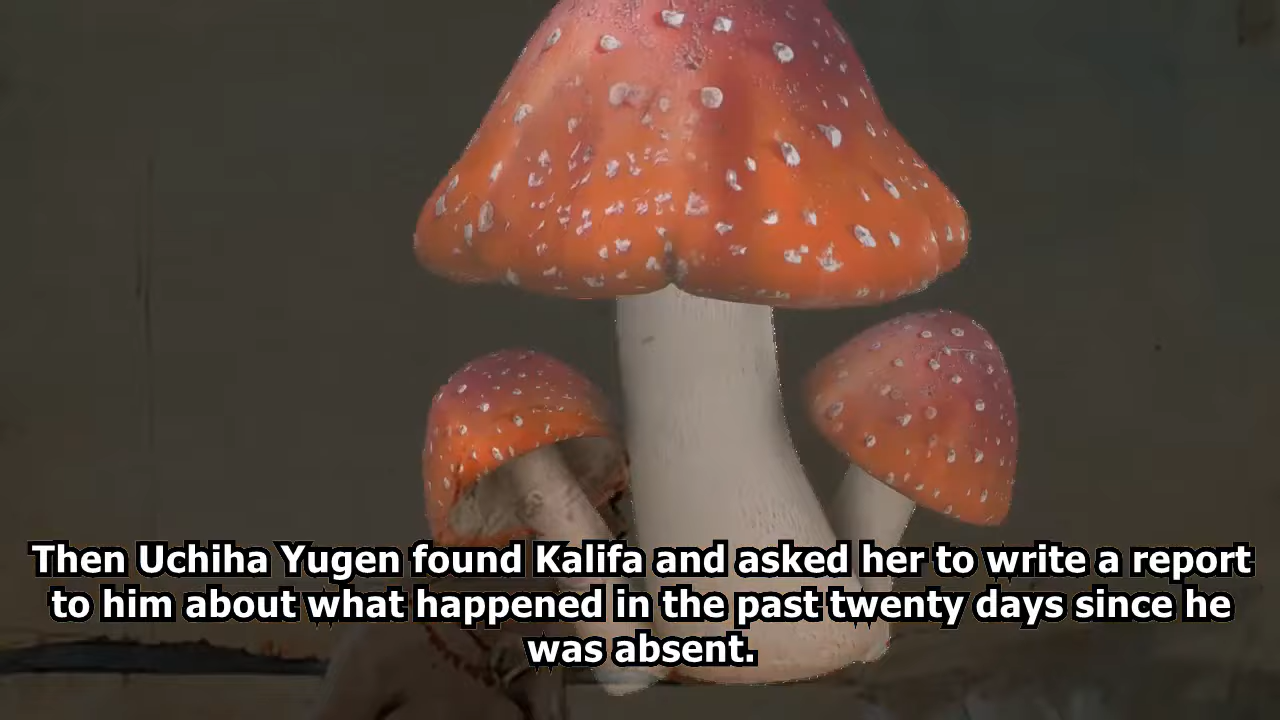 Then Uchiha Yugen found Kalifa and asked her to write a report
to him about what happened in the past twenty days since he
was absent.